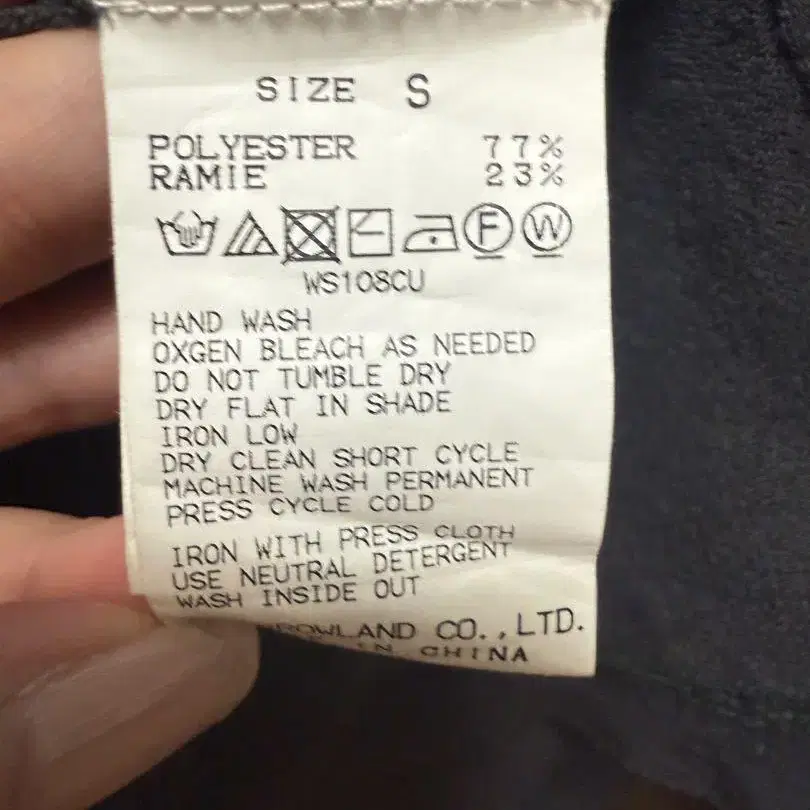 SIZE S
POLYESTER 77%
RAMIE 23%
F W
WS108CU
HAND WASH
OXGEN BLEACH AS NEEDED
DO NOT TUMBLE DRY
DRY FLAT IN SHADE
IRON LOW
DRY CLEAN SHORT CYCLE
MACHINE WASH PERMANENT
PRESS CYCLE COLD
IRON WITH PRESS CLOTH
USE NEUTRAL DETERGENT
WASH INSIDE OUT
CO.,LTD.
IN CHINA